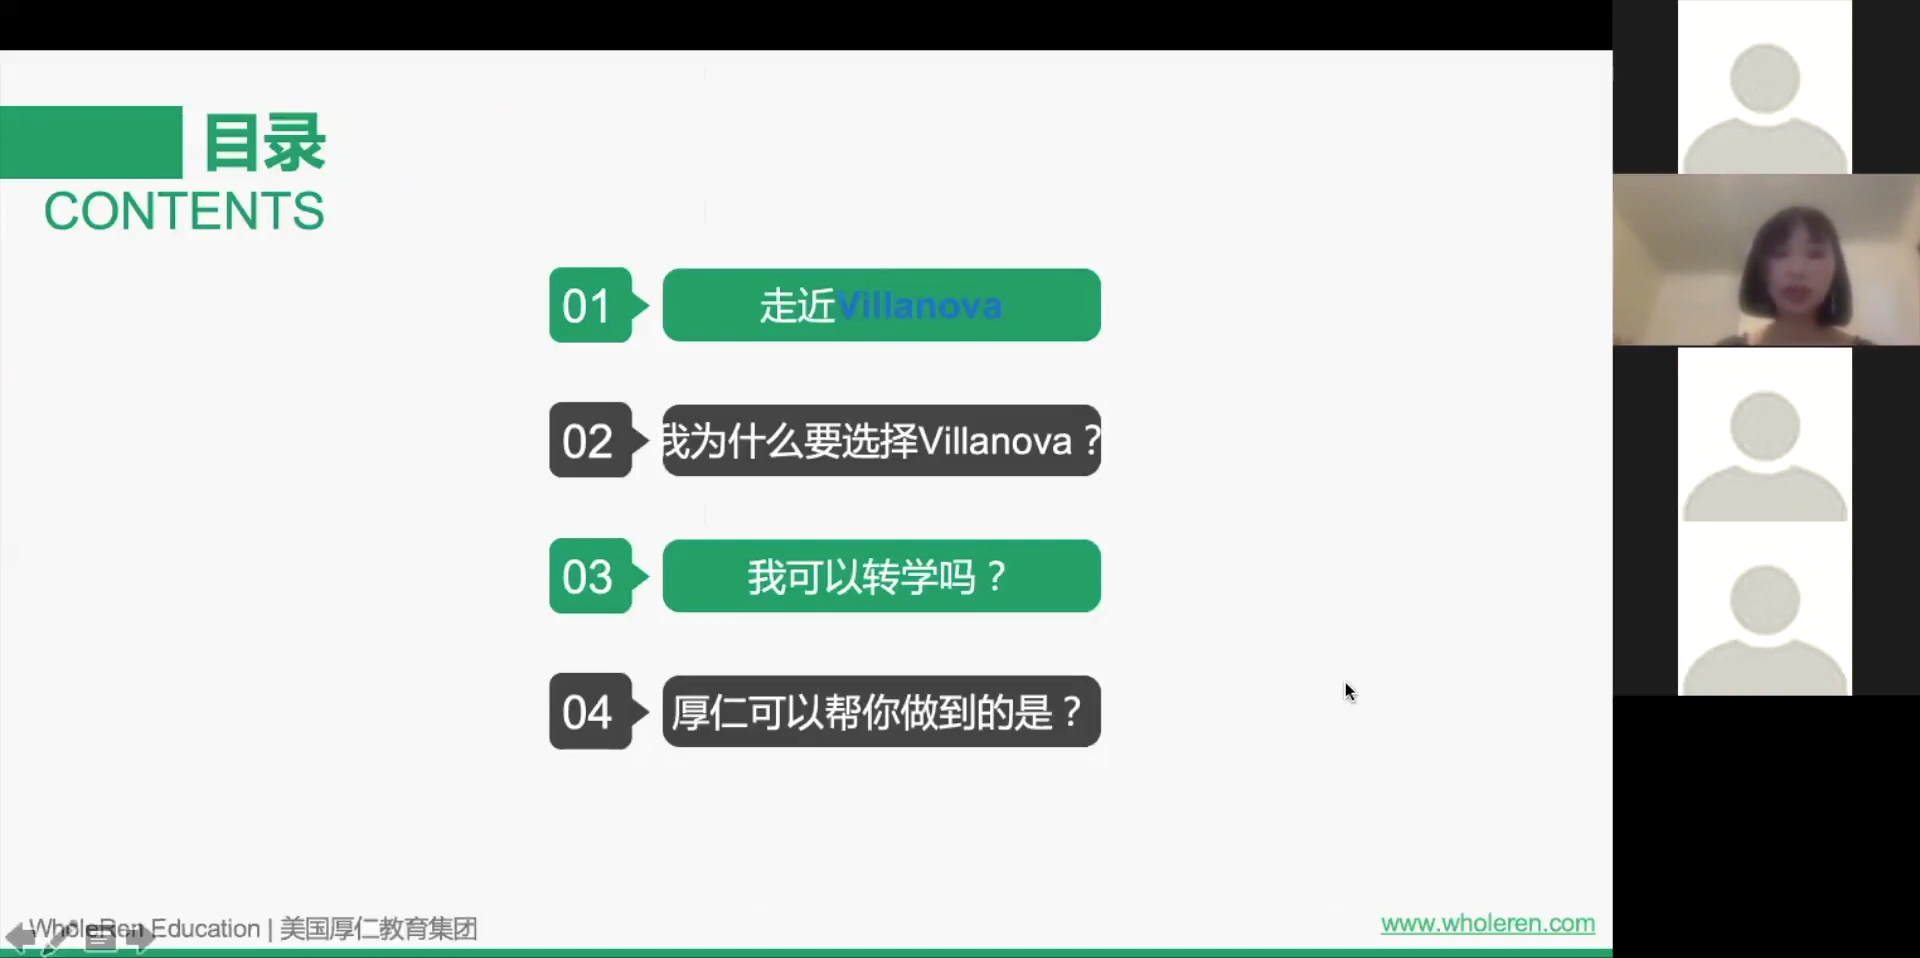 目录
CONTENTS
01
走近Villanova
02
我为什么要选择Villanova？
03
我可以转学吗？
04
厚仁可以帮你做到的是？
WholeRen Education | 美国厚仁教育集团
www.wholeren.com